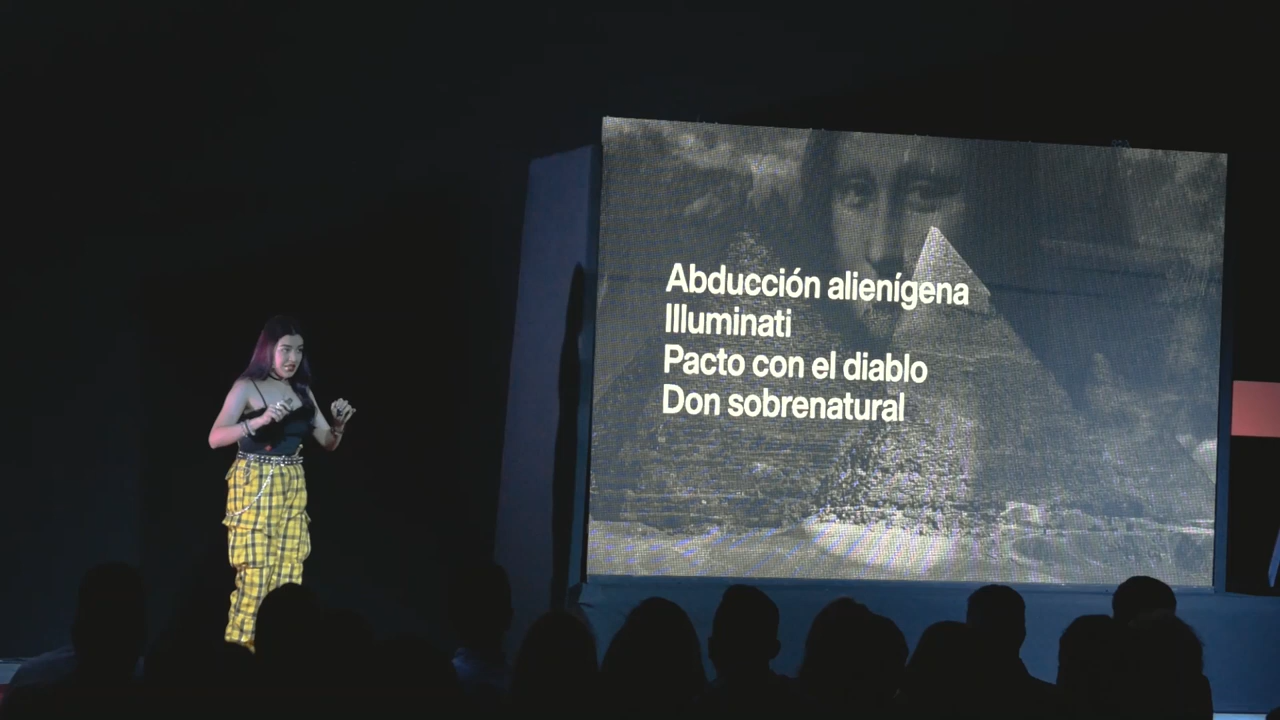 Abducción alienígena
Illuminati
Pacto con el diablo
Don sobrenatural